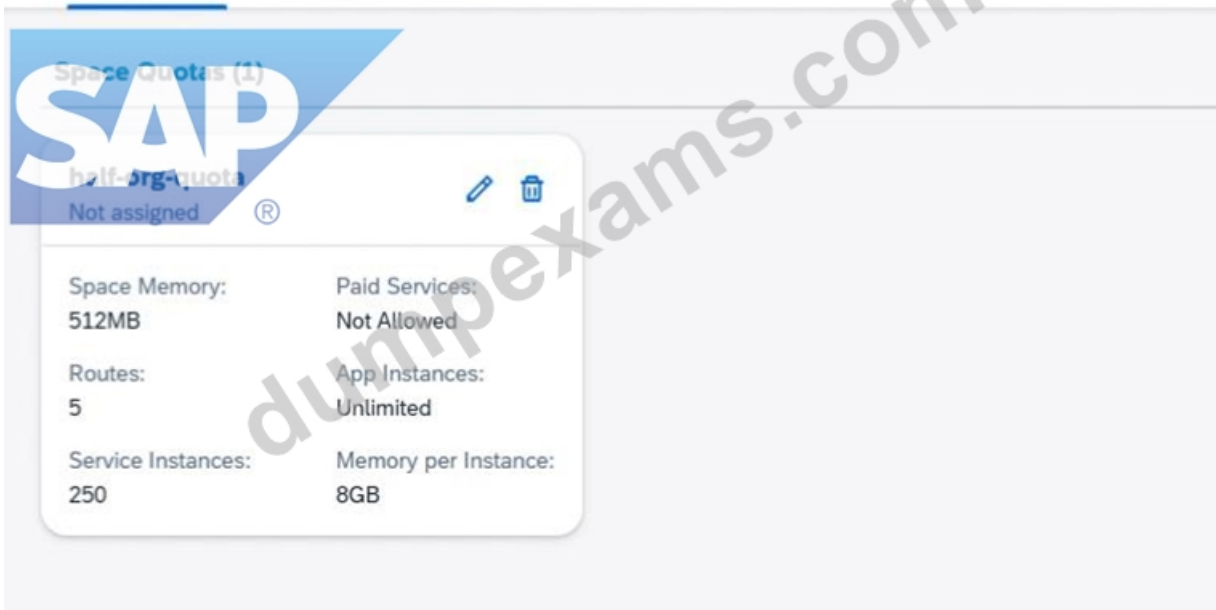 Space Quotas (1)
SAP
®
half-org-quota
Not assigned
Space Memory:
512MB
Paid Services:
Not Allowed
Routes:
5
App Instances:
Unlimited
Service Instances:
250
Memory per Instance:
8GB
dumpexams.com